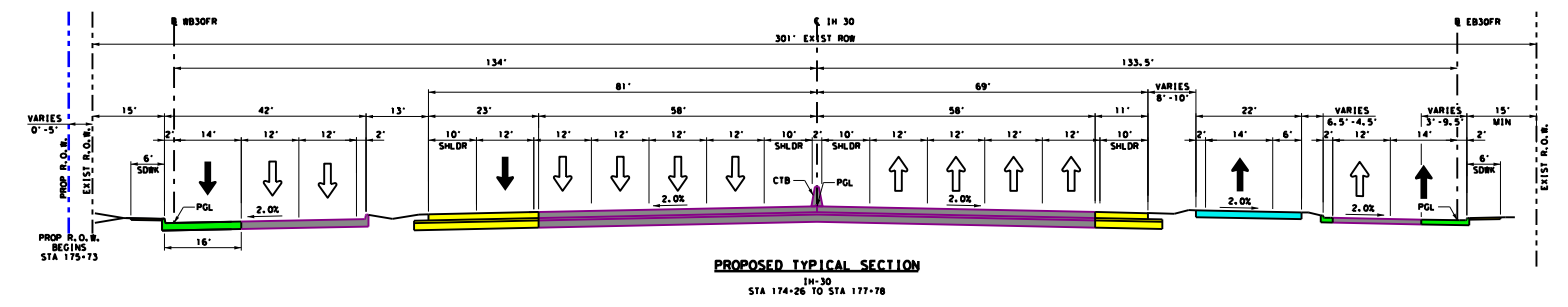 B WB30FR
₵ IH 30
B EB30FR
301' EXIST ROW
134'
133.5'
81'
69'
VARIES
8'-10'
15'
42'
13'
23'
58'
58'
11'
22'
VARIES
6.5'-4.5'
VARIES
3'-9.5'
15'
MIN
VARIES
0'-5'
2'
14'
12'
12'
2'
10'
SHLDR
12'
12'
12'
12'
12'
10'
SHLDR
2'
10'
SHLDR
12'
12'
12'
12'
10'
SHLDR
2'
14'
6'
2'
12'
14'
2'
6'
SDWK
6'
SDWK
PROP R.O.W.
EXIST R.O.W.
EXIST R.O.W.
CTB
PGL
PGL
PGL
2.0%
2.0%
2.0%
2.0%
2.0%
16'
PROP R.O.W.
BEGINS
STA 175+73
PROPOSED TYPICAL SECTION
IH-30
STA 174+26 TO STA 177+78